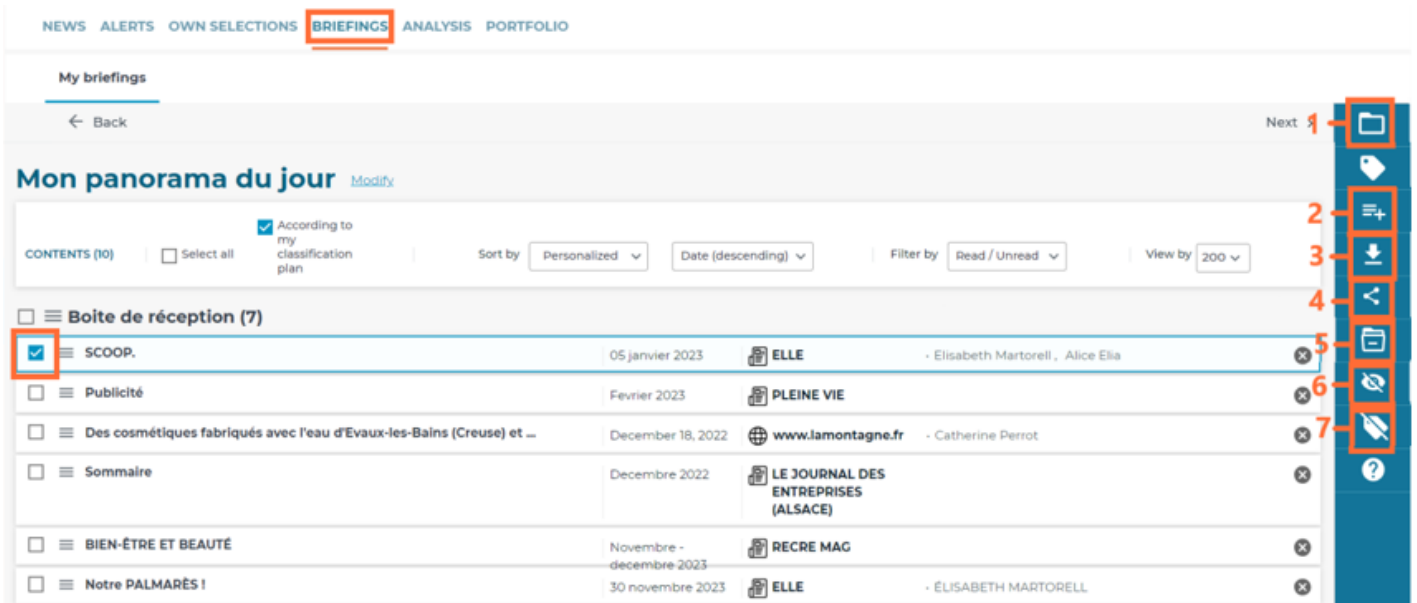 NEWS ALERTS OWN SELECTIONS BRIEFINGS ANALYSIS PORTFOLIO
My briefings
← Back
Next
1
Mon panorama du jour Modify
2
CONTENTS (10)
Select all
According to
my
classification
plan
Sort by Personalized Date (descending)
Filter by Read / Unread
View by 200
3
4
Boite de réception (7)
SCOOP. 05 janvier 2023 ELLE - Elisabeth Martorell , Alice Elia
5
Publicité Fevrier 2023 PLEINE VIE
6
Des cosmétiques fabriqués avec l'eau d'Evaux-les-Bains (Creuse) et ... December 18, 2022 www.lamontagne.fr - Catherine Perrot
7
Sommaire Decembre 2022 LE JOURNAL DES
ENTREPRISES
(ALSACE)
?
BIEN-ÊTRE ET BEAUTÉ Novembre - RECRE MAG
decembre 2023
Notre PALMARÈS ! 30 novembre 2023 ELLE - ÉLISABETH MARTORELL